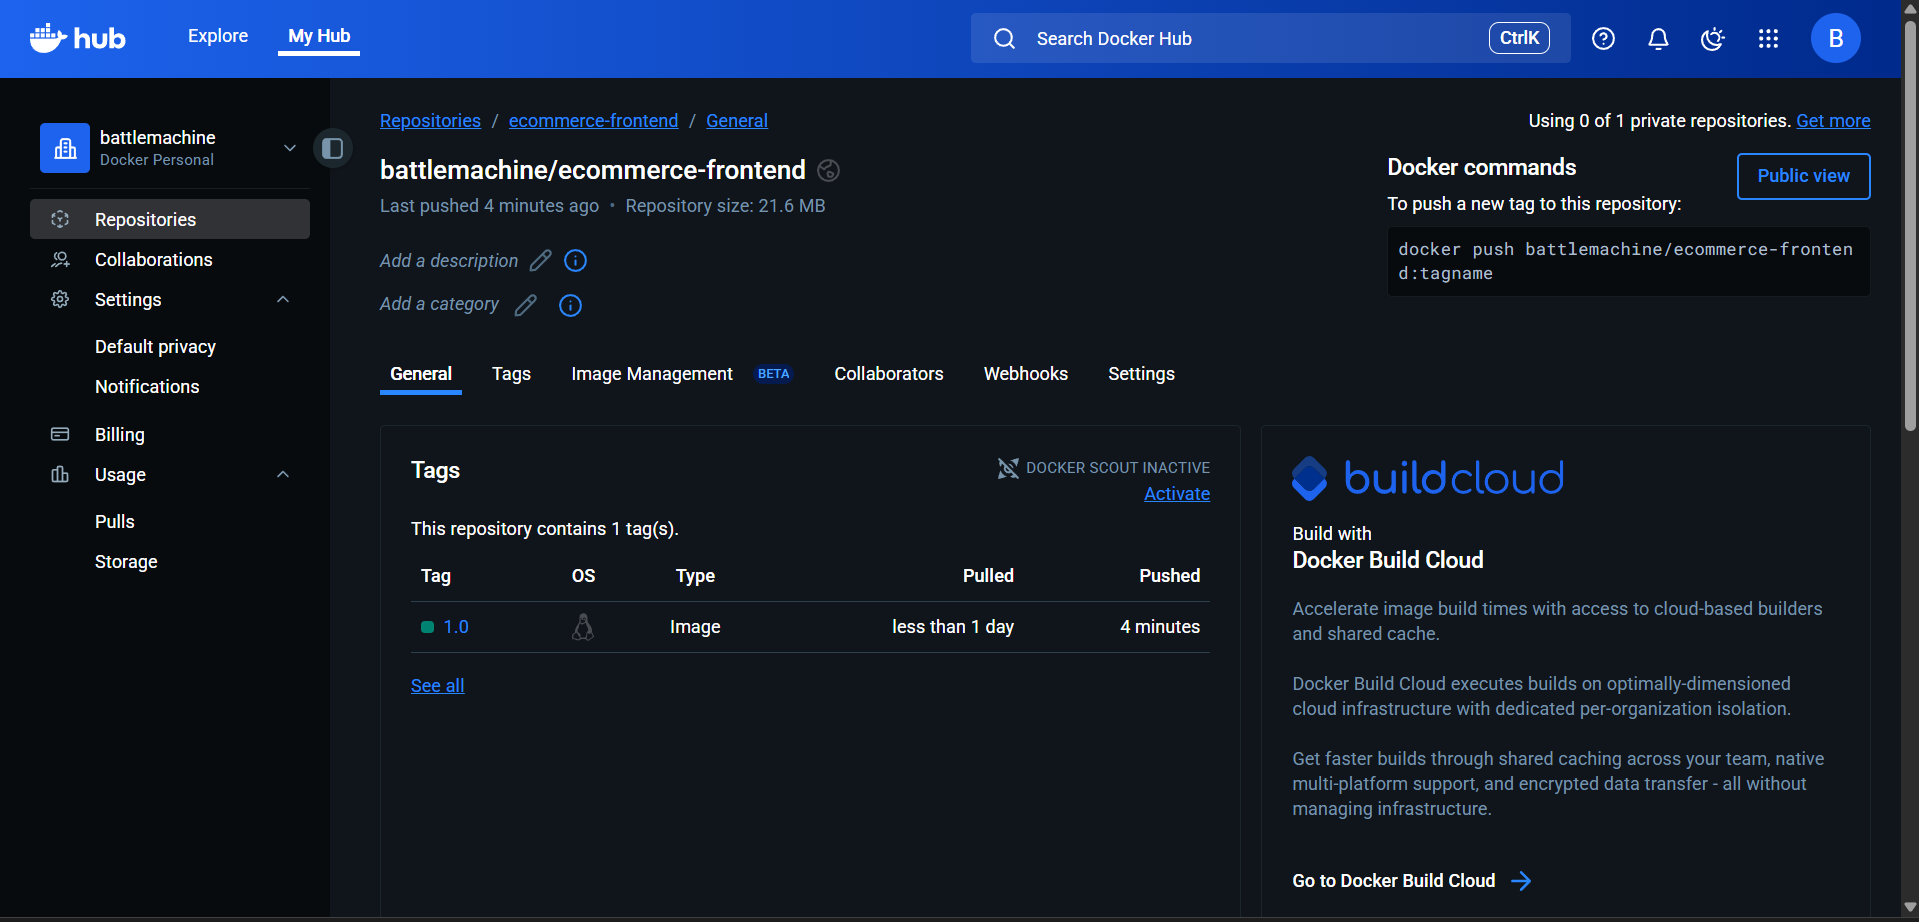 hub
Explore
My Hub
Search Docker Hub
CtrlK
B
battlemachine
Docker Personal
Repositories
Collaborations
Settings
Default privacy
Notifications
Billing
Usage
Pulls
Storage
Repositories / ecommerce-frontend / General
Using 0 of 1 private repositories. Get more
battlemachine/ecommerce-frontend
Last pushed 4 minutes ago • Repository size: 21.6 MB
Add a description
Add a category
Docker commands
Public view
To push a new tag to this repository:
docker push battlemachine/ecommerce-fronten
d:tagname
General
Tags
Image Management BETA
Collaborators
Webhooks
Settings
Tags
DOCKER SCOUT INACTIVE
Activate
This repository contains 1 tag(s).
Tag OS Type Pulled Pushed
1.0 Image less than 1 day 4 minutes
See all
buildcloud
Build with
Docker Build Cloud
Accelerate image build times with access to cloud-based builders
and shared cache.
Docker Build Cloud executes builds on optimally-dimensioned
cloud infrastructure with dedicated per-organization isolation.
Get faster builds through shared caching across your team, native
multi-platform support, and encrypted data transfer - all without
managing infrastructure.
Go to Docker Build Cloud